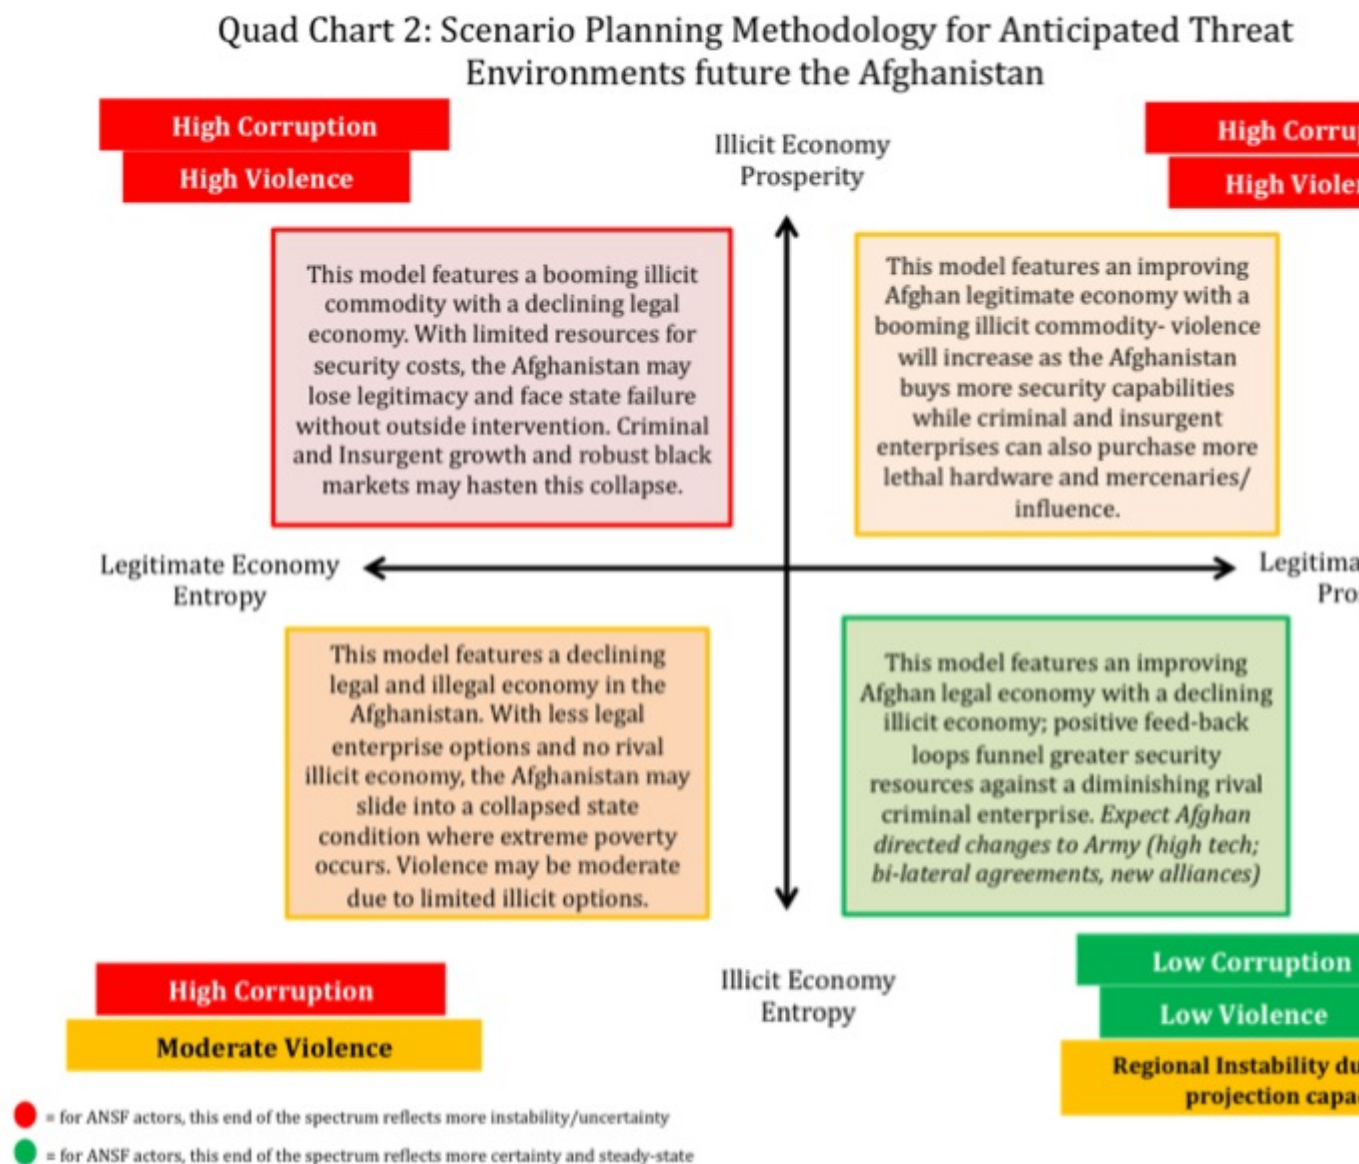 Quad Chart 2: Scenario Planning Methodology for Anticipated Threat
Environments future the Afghanistan
High Corruption
High Violence
Illicit Economy
Prosperity
High
High
This model features a booming illicit
commodity with a declining legal
economy. With limited resources for
security costs, the Afghanistan may
lose legitimacy and face state failure
without outside intervention. Criminal
and Insurgent growth and robust black
markets may hasten this collapse.
This model features an improving
Afghan legitimate economy with a
booming illicit commodity- violence
will increase as the Afghanistan
buys more security capabilities
while criminal and insurgent
enterprises can also purchase more
lethal hardware and mercenaries/
influence.
Legitimate Economy
Entropy
This model features a declining
legal and illegal economy in the
Afghanistan. With less legal
enterprise options and no rival
illicit economy, the Afghanistan may
slide into a collapsed state
condition where extreme poverty
occurs. Violence may be moderate
due to limited illicit options.
This model features an improving
Afghan legal economy with a declining
illicit economy; positive feed-back
loops funnel greater security
resources against a diminishing rival
criminal enterprise. Expect Afghan
directed changes to Army (high tech;
bi-lateral agreements, new alliances)
High Corruption
Moderate Violence
Illicit Economy
Entropy
Low Corruption
Low Violence
Regional Instability
projection
= for ANSF actors, this end of the spectrum reflects more instability/uncertainty
= for ANSF actors, this end of the spectrum reflects more certainty and steady-state